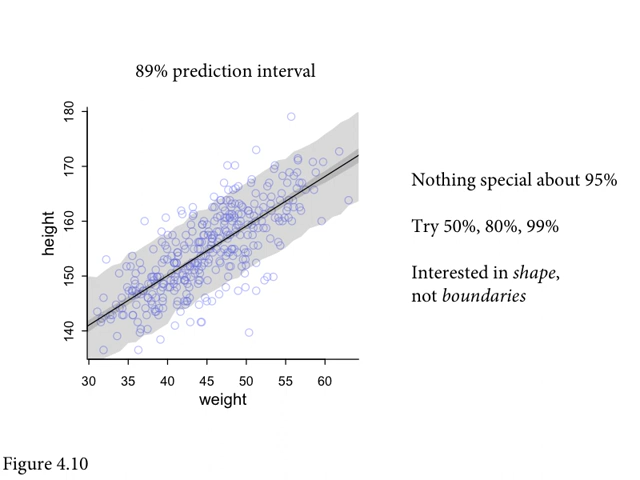 89% prediction interval
180
170
160
150
140
height
30 35 40 45 50 55 60
weight
Nothing special about 95%
Try 50%, 80%, 99%
Interested in shape,
not boundaries
Figure 4.10